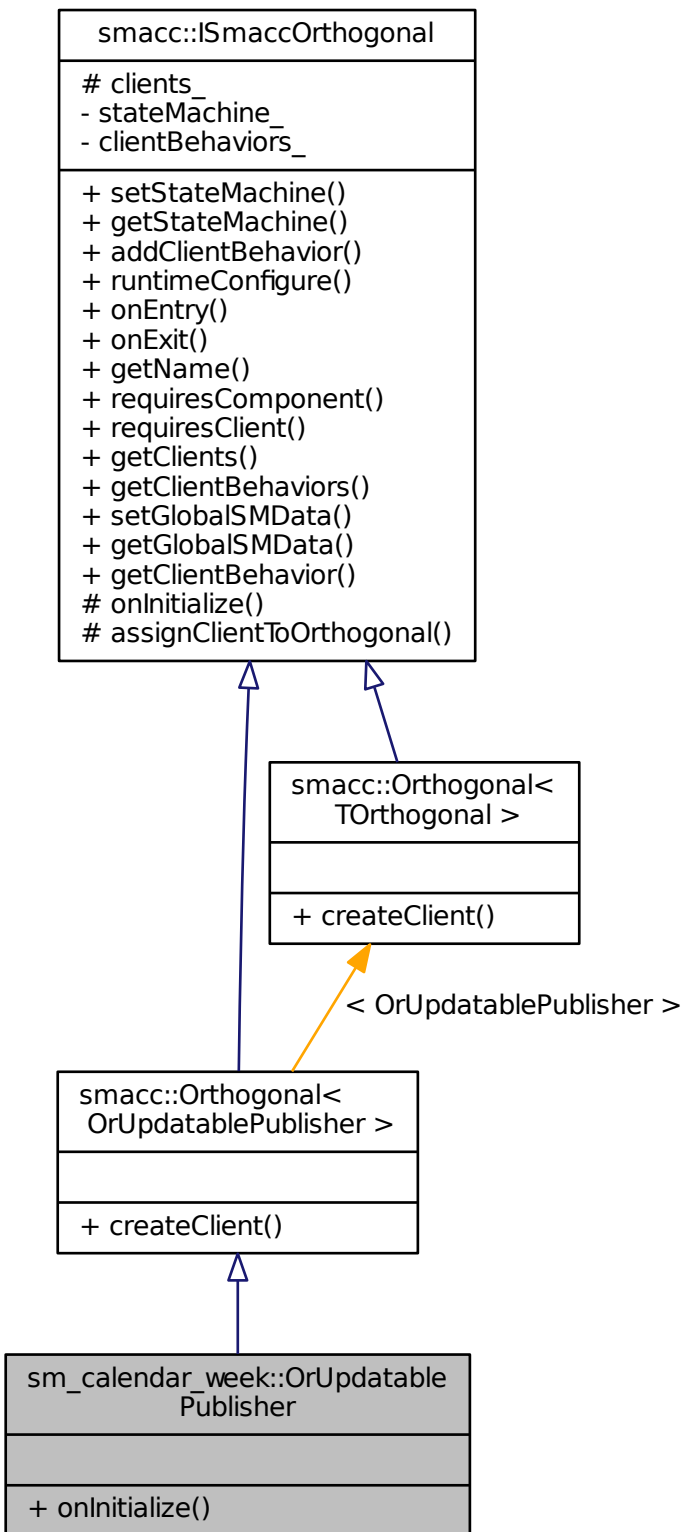 smacc::ISmaccOrthogonal
# clients_
- stateMachine_
- clientBehaviors_
+ setStateMachine()
+ getStateMachine()
+ addClientBehavior()
+ runtimeConfigure()
+ onEntry()
+ onExit()
+ getName()
+ requiresComponent()
+ requiresClient()
+ getClients()
+ getClientBehaviors()
+ setGlobalSMData()
+ getGlobalSMData()
+ getClientBehavior()
# onInitialize()
# assignClientToOrthogonal()
smacc::Orthogonal<
TOrthogonal >
+ createClient()
< OrUpdatablePublisher >
smacc::Orthogonal<
OrUpdatablePublisher >
+ createClient()
sm_calendar_week::OrUpdatable
Publisher
+ onInitialize()